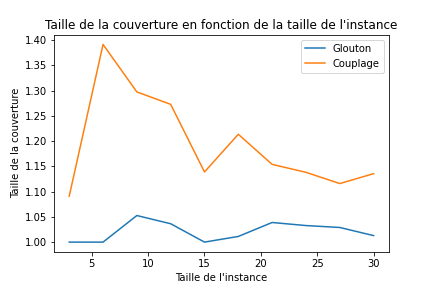 Taille de la couverture en fonction de la taille de l'instance
Glouton
Couplage
Taille de la couverture
1.40
1.35
1.30
1.25
1.20
1.15
1.10
1.05
1.00
5 10 15 20 25 30
Taille de l'instance